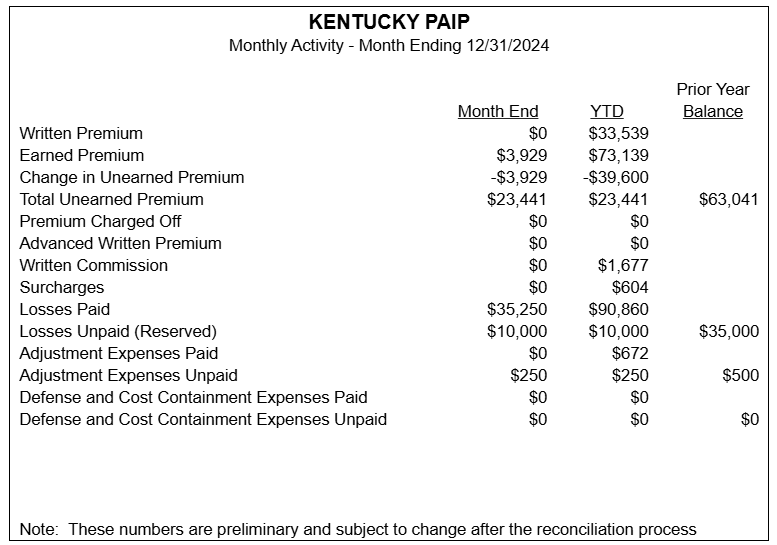 KENTUCKY PAIP
Monthly Activity - Month Ending 12/31/2024
Prior Year
Month End YTD Balance
Written Premium $0 $33,539
Earned Premium $3,929 $73,139
Change in Unearned Premium -$3,929 -$39,600
Total Unearned Premium $23,441 $23,441 $63,041
Premium Charged Off $0 $0
Advanced Written Premium $0 $0
Written Commission $0 $1,677
Surcharges $0 $604
Losses Paid $35,250 $90,860
Losses Unpaid (Reserved) $10,000 $10,000 $35,000
Adjustment Expenses Paid $0 $672
Adjustment Expenses Unpaid $250 $250 $500
Defense and Cost Containment Expenses Paid $0 $0
Defense and Cost Containment Expenses Unpaid $0 $0 $0
Note:  These numbers are preliminary and subject to change after the reconciliation process